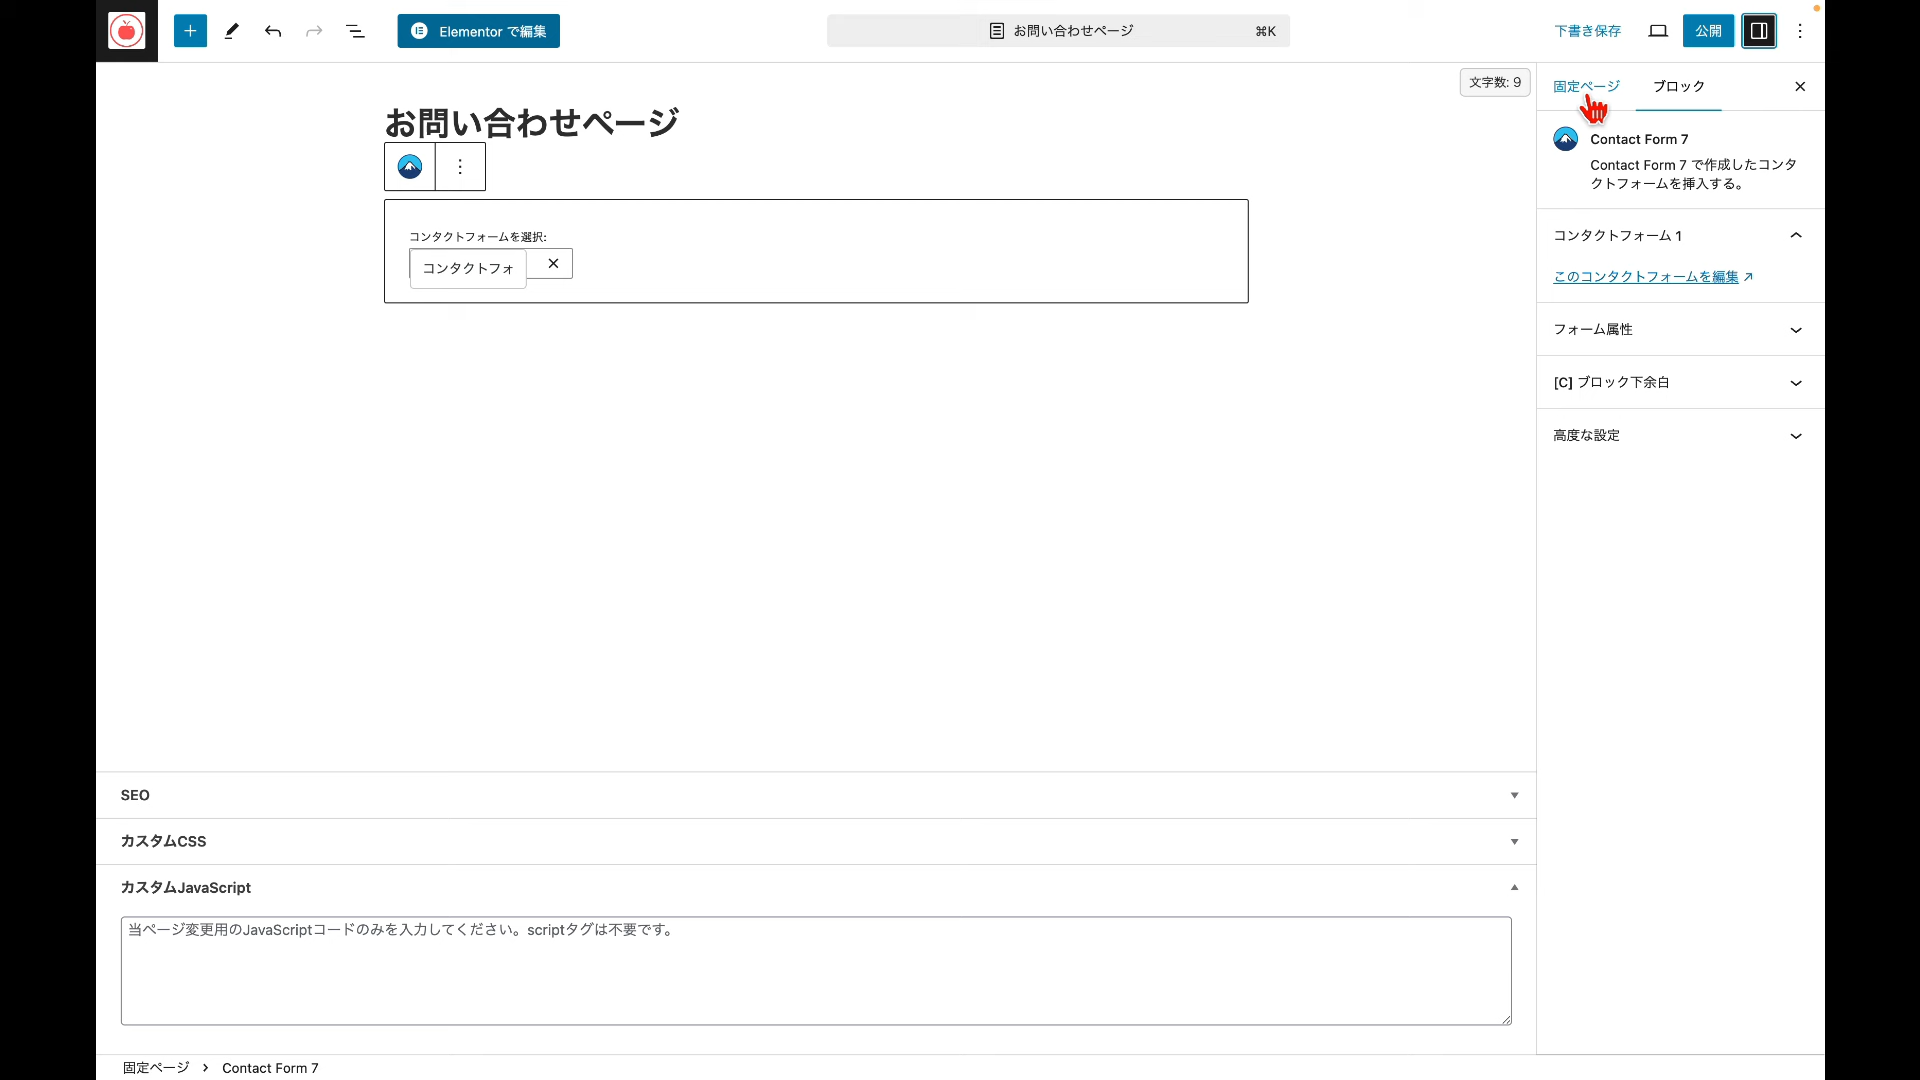 Elementor で編集
お問い合わせページ
⌘K
下書き保存
公開
文字数: 9
固定ページ
ブロック
お問い合わせページ
Contact Form 7
Contact Form 7 で作成したコンタ
クトフォームを挿入する。
コンタクトフォームを選択:
コンタクトフォ
コンタクトフォーム 1
このコンタクトフォームを編集
フォーム属性
[C] ブロック下余白
高度な設定
SEO
カスタムCSS
カスタムJavaScript
当ページ変更用のJavaScriptコードのみを入力してください。scriptタグは不要です。
固定ページ
Contact Form 7